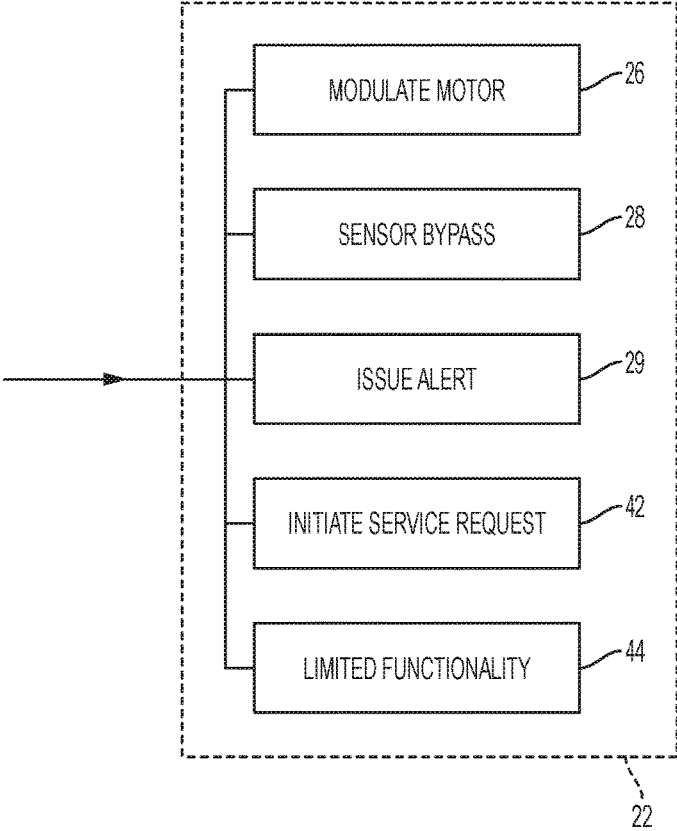 MODULATE MOTOR
26
SENSOR BYPASS
28
ISSUE ALERT
29
INITIATE SERVICE REQUEST
42
LIMITED FUNCTIONALITY
44
22